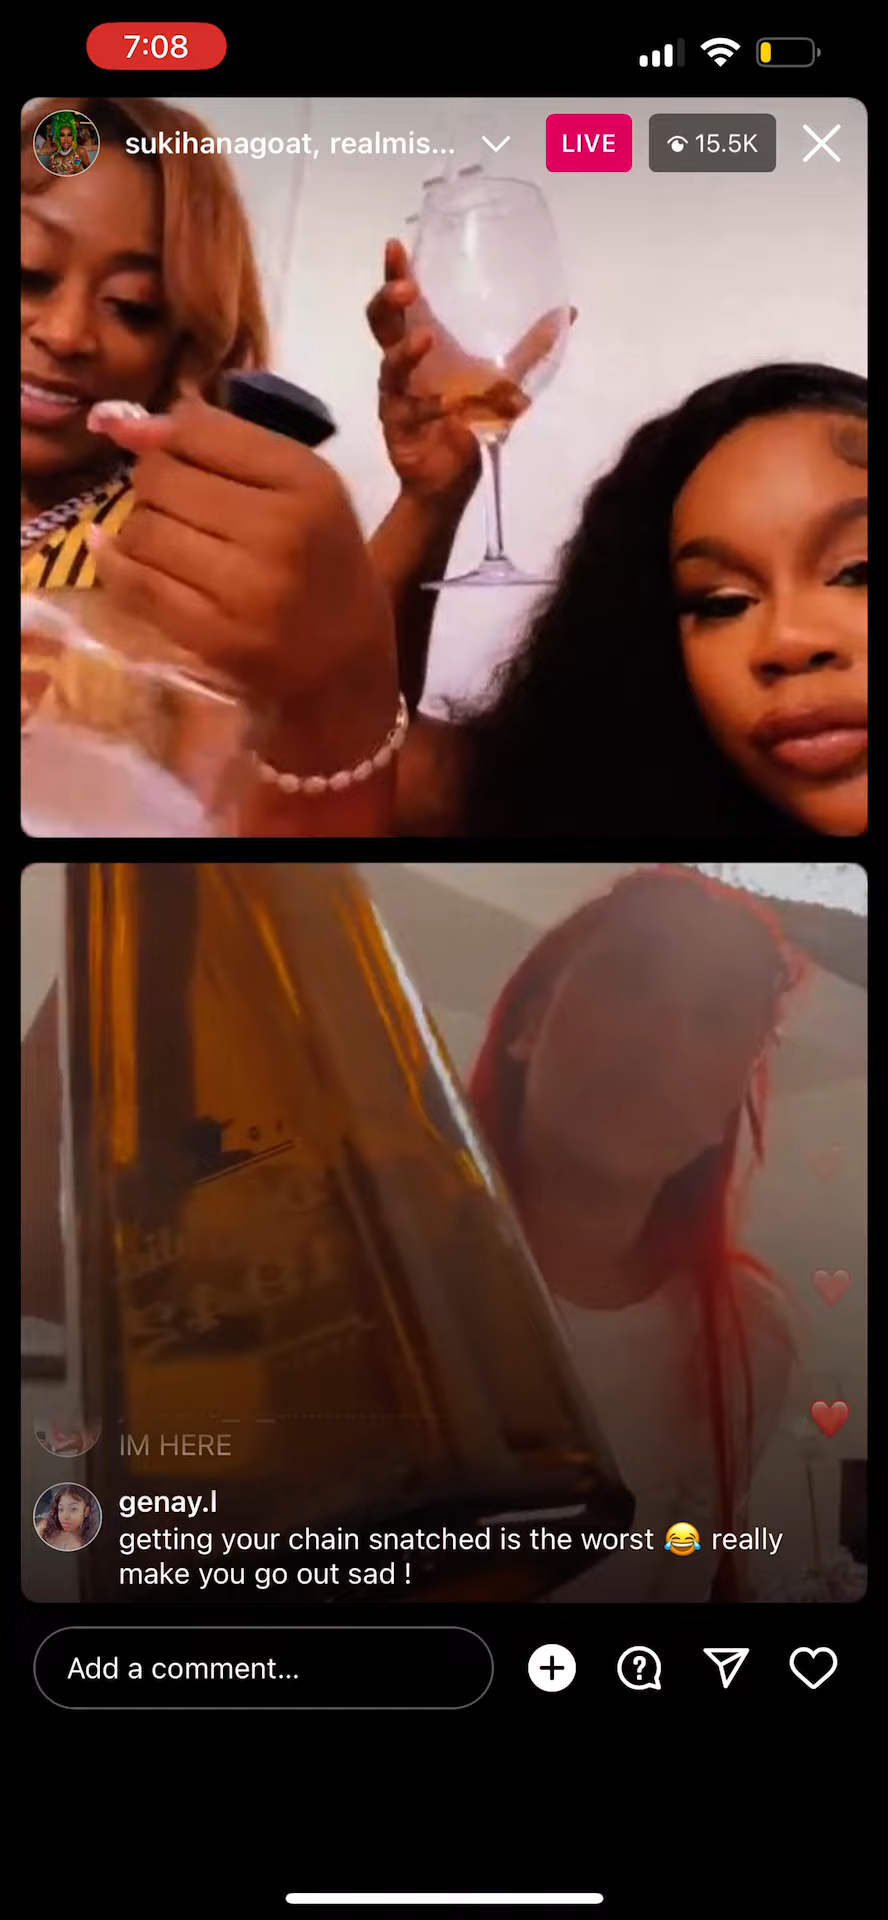 7:08
sukihanagoat, realmis...
LIVE
15.5K
IM HERE
genay.l
getting your chain snatched is the worst 😂 really
make you go out sad !
Add a comment...